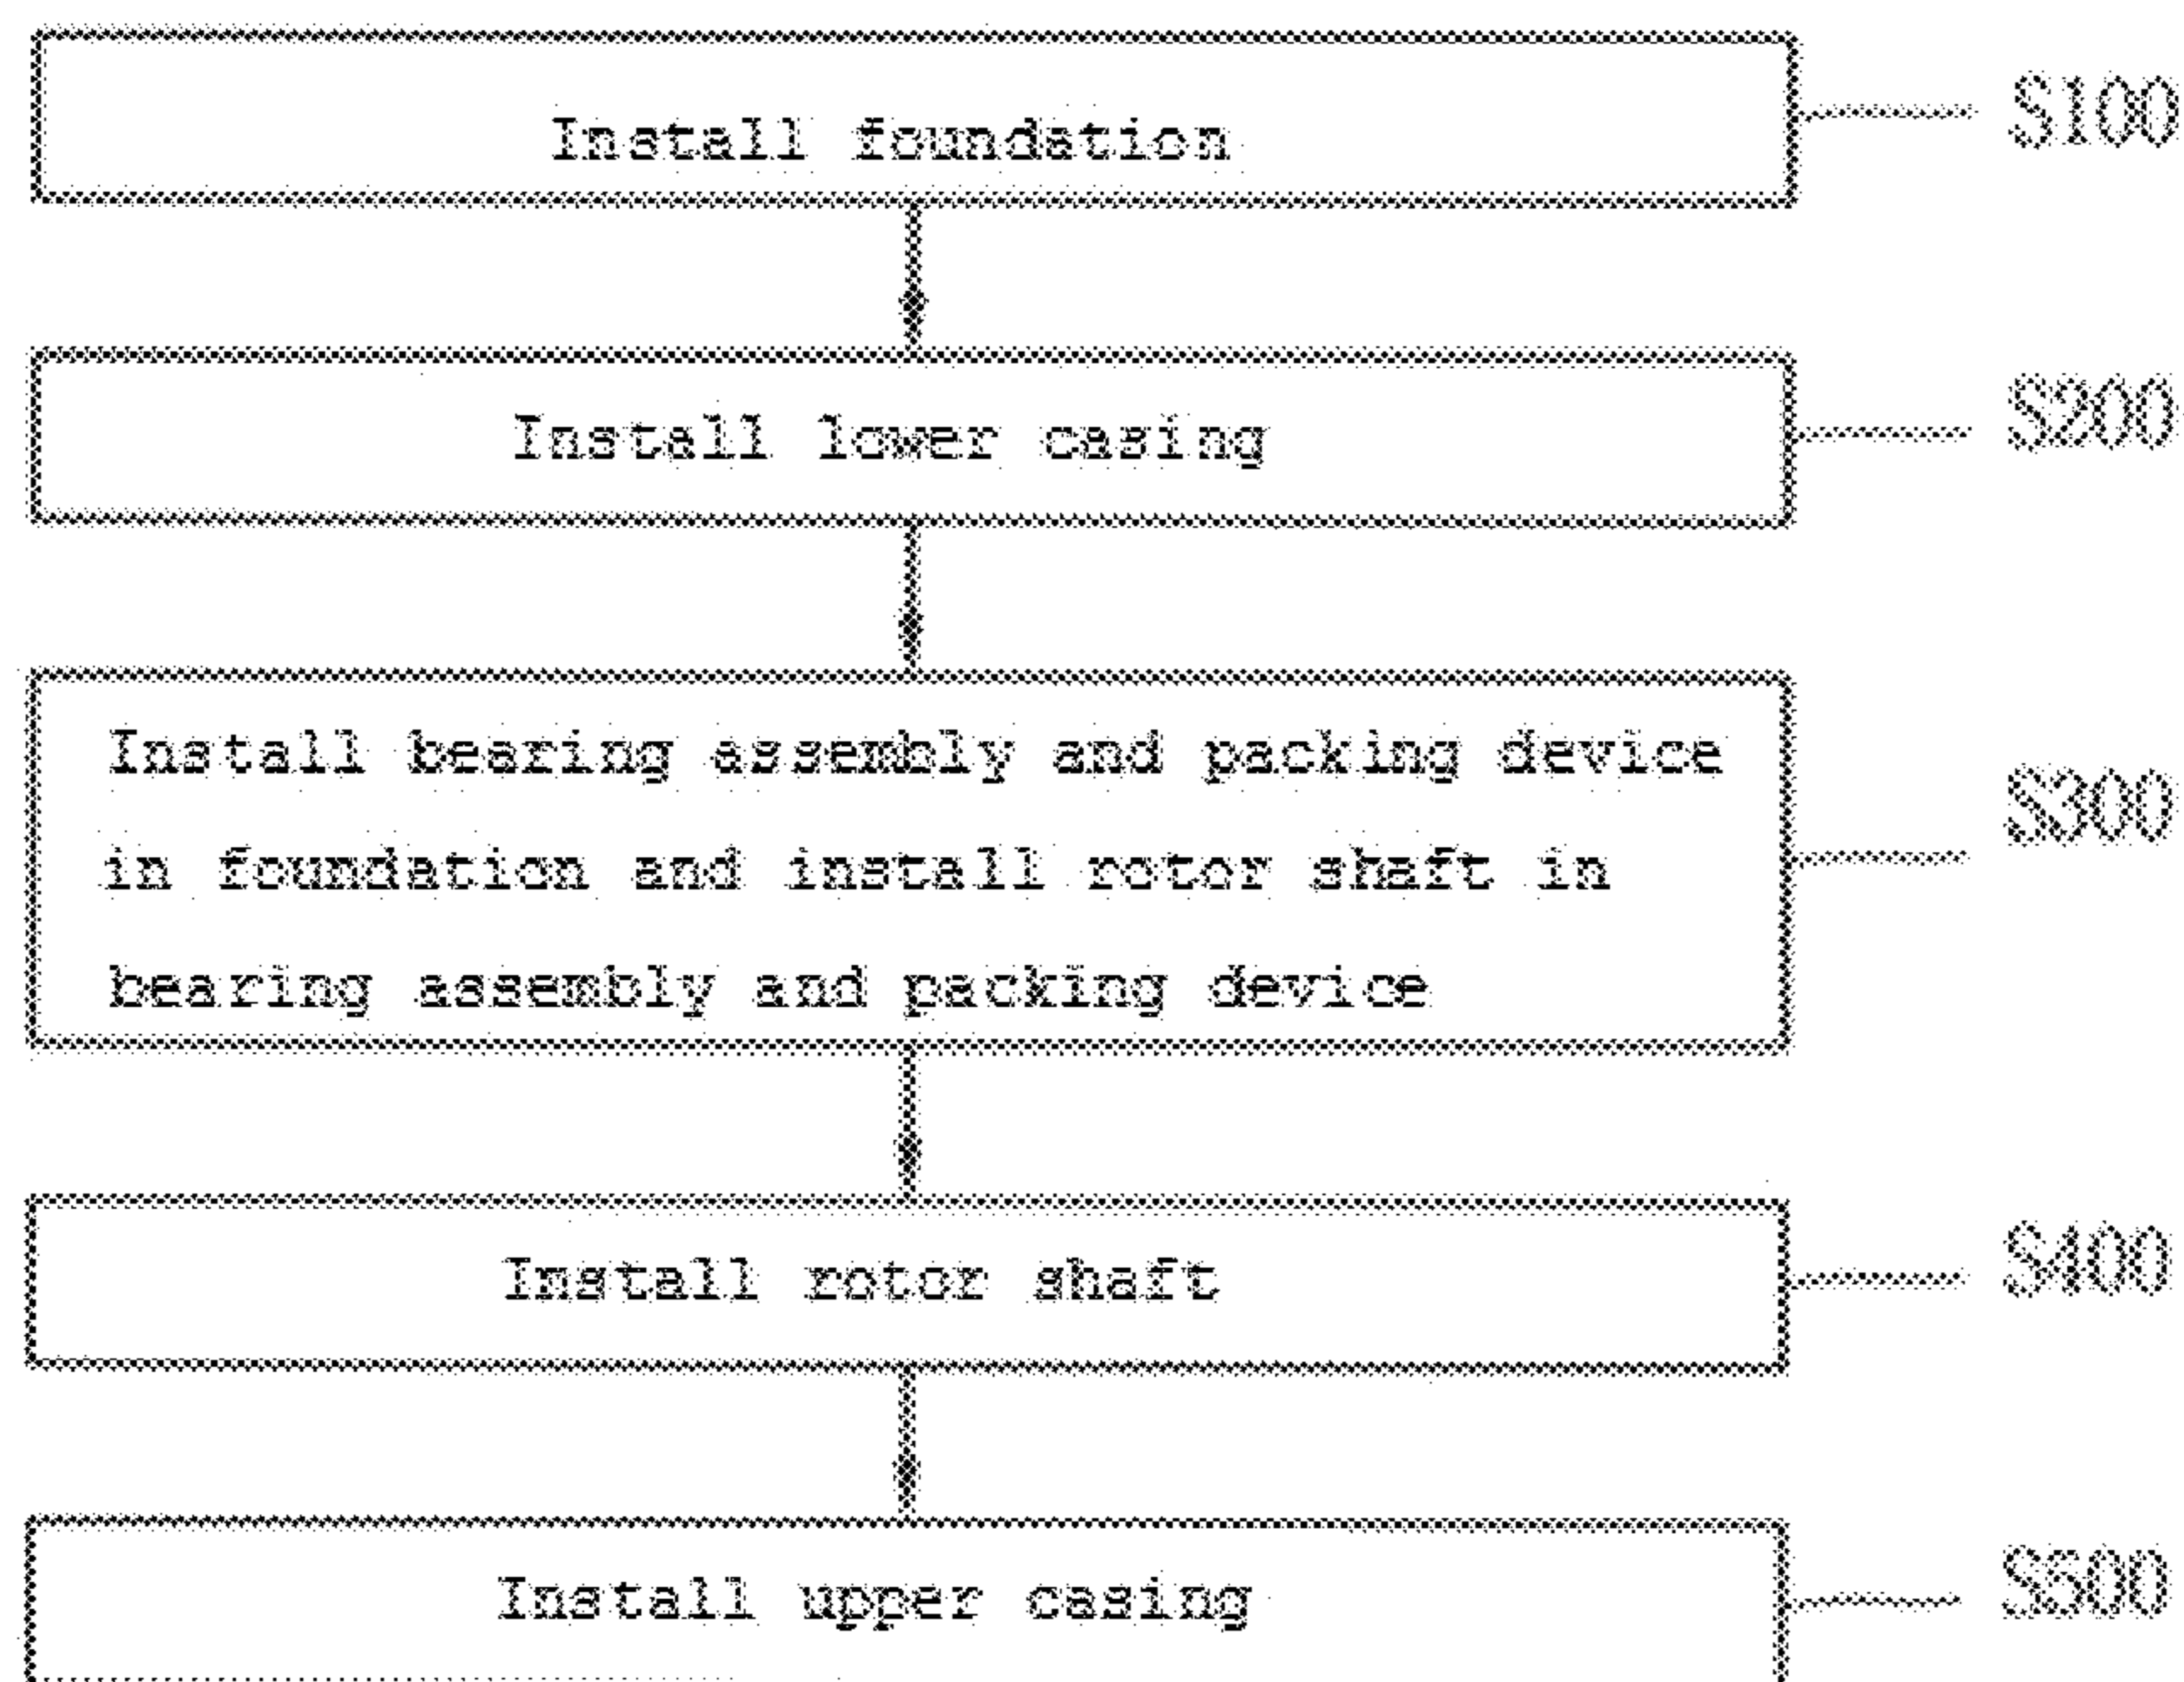 Install foundation
S100
Install lower casing
S200
Install bearing assembly and packing device
in foundation and install rotor shaft in
bearing assembly and packing device
S300
Install rotor shaft
S400
Install upper casing
S500